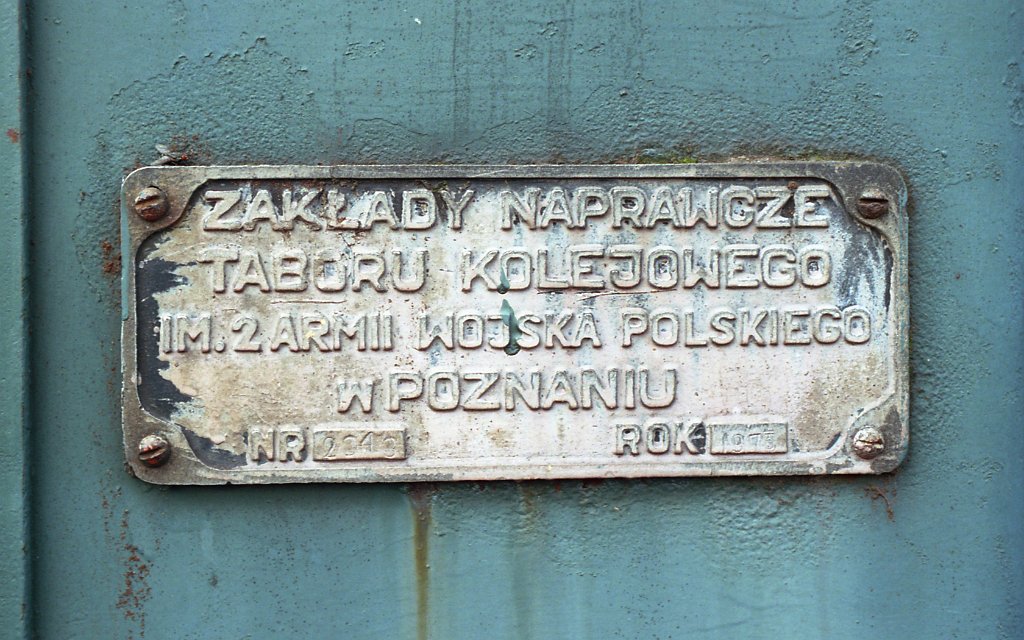 ZAKŁADY NAPRAWCZE
TABORU KOLEJOWEGO
IM. 2 ARMII WOJSKA POLSKIEGO
W POZNANIU
NR ROK